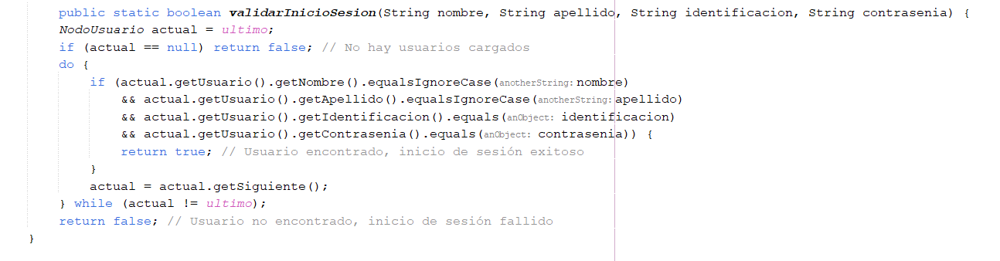 public static boolean validarInicioSesion(String nombre, String apellido, String identificacion, String contrasenia) {
NodoUsuario actual = ultimo;
if (actual == null) return false; // No hay usuarios cargados
do {
if (actual.getUsuario().getNombre().equalsIgnoreCase(anotherString: nombre)
&& actual.getUsuario().getApellido().equalsIgnoreCase(anotherString: apellido)
&& actual.getUsuario().getIdentificacion().equals(anObject: identificacion)
&& actual.getUsuario().getContrasenia().equals(anObject: contrasenia)) {
return true; // Usuario encontrado, inicio de sesión exitoso
}
actual = actual.getSiguiente();
} while (actual != ultimo);
return false; // Usuario no encontrado, inicio de sesión fallido
}